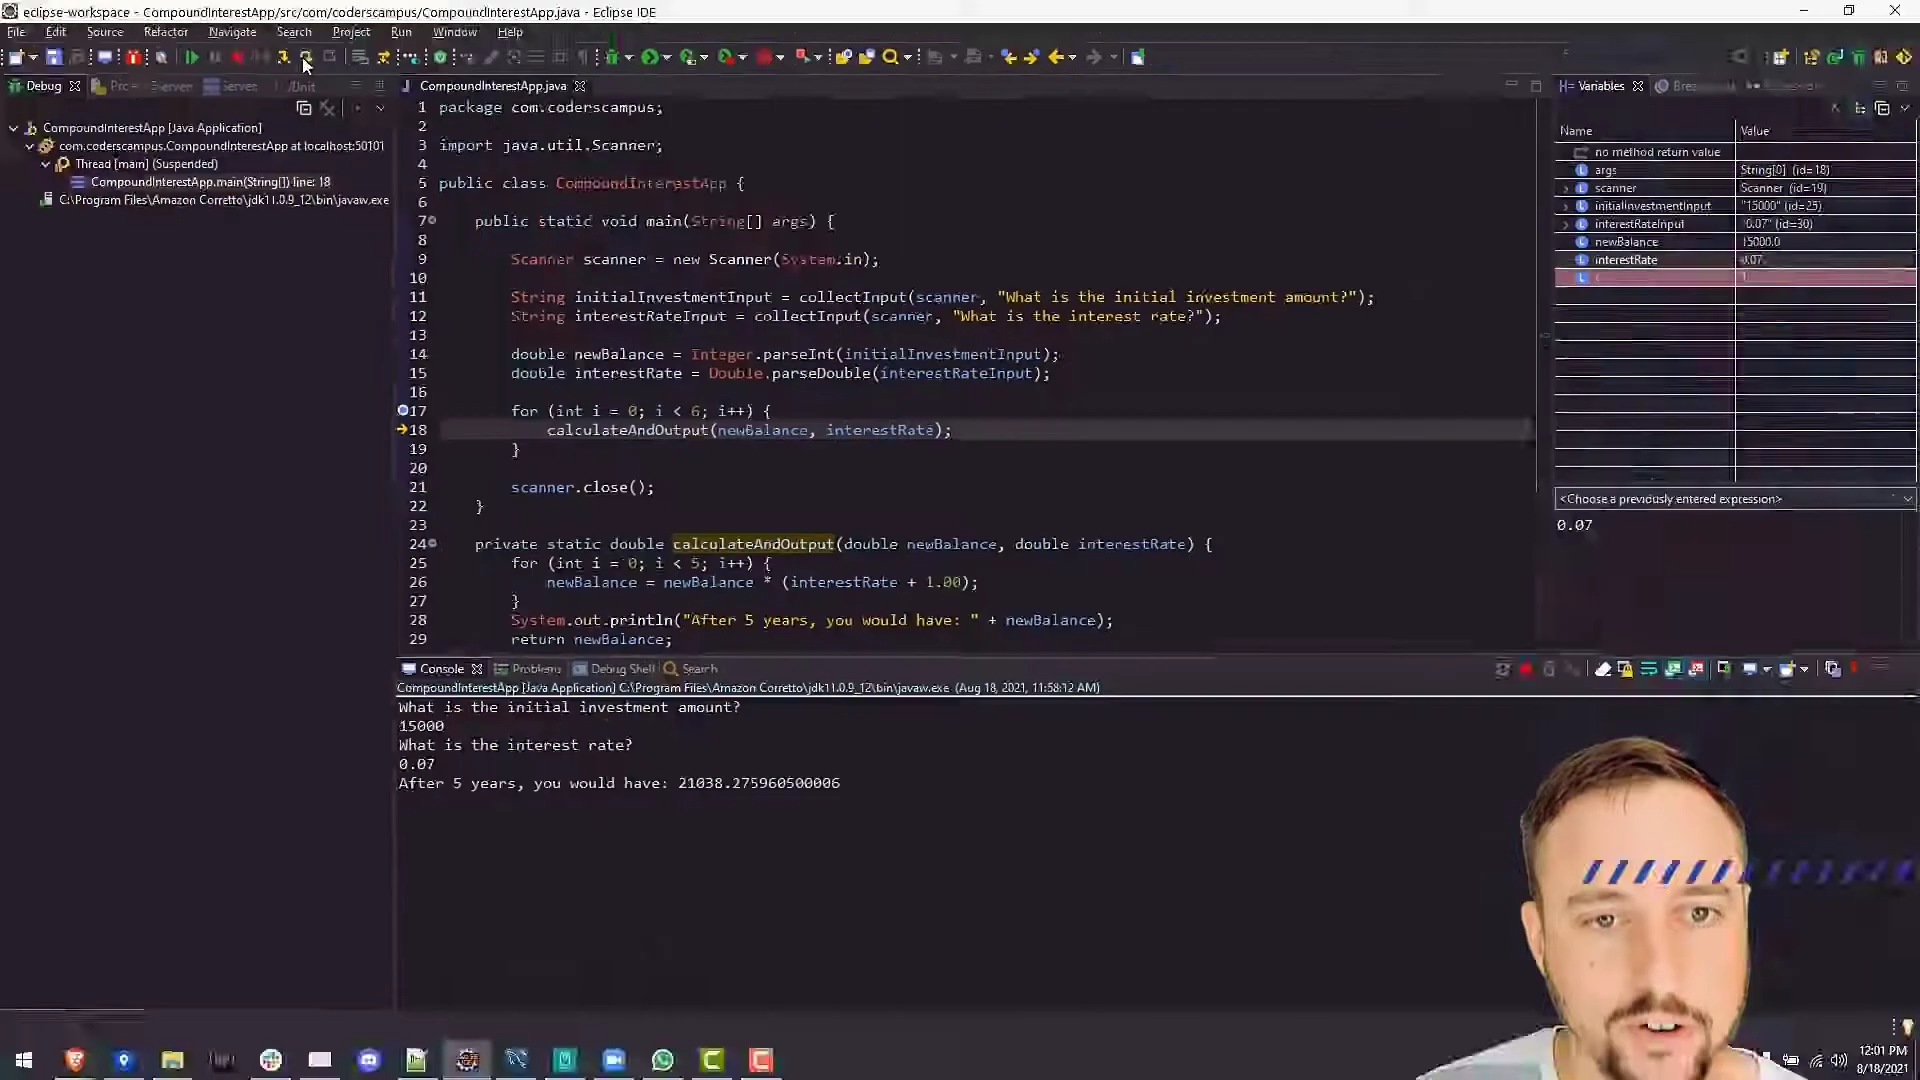 eclipse-workspace - CompoundInterestApp/src/com/coderscampus/CompoundInterestApp.java - Eclipse IDE
File Edit Source Refactor Navigate Search Project Run Window Help
Debug
CompoundInterestApp [Java Application]
com.coderscampus.CompoundInterestApp at localhost:50101
Thread [main] (Suspended)
CompoundInterestApp.main(String[]) line: 18
C:\Program Files\Amazon Corretto\jdk11.0.9_12\bin\javaw.exe
CompoundInterestApp.java
1 package com.coderscampus;
2
3 import java.util.Scanner;
4
5 public class CompoundInterestApp {
6
7 public static void main(String[] args) {
8
9 Scanner scanner = new Scanner(System.in);
10
11 String initialInvestmentInput = collectInput(scanner, "What is the initial investment amount?");
12 String interestRateInput = collectInput(scanner, "What is the interest rate?");
13
14 double newBalance = Integer.parseInt(initialInvestmentInput);
15 double interestRate = Double.parseDouble(interestRateInput);
16
17 for (int i = 0; i < 6; i++) {
18 calculateAndOutput(newBalance, interestRate);
19 }
20
21 scanner.close();
22 }
23
24 private static double calculateAndOutput(double newBalance, double interestRate) {
25 for (int i = 0; i < 5; i++) {
26 newBalance = newBalance * (interestRate + 1.00);
27 }
28 System.out.println("After 5 years, you would have: " + newBalance);
29 return newBalance;
Variables
Name Value
no method return value
args String[0] (id=18)
scanner Scanner (id=19)
initialInvestmentInput "15000" (id=25)
interestRateInput "0.07" (id=30)
newBalance 15000.0
interestRate 0.07
<Choose a previously entered expression>
0.07
Console Problems Debug Shell Search
CompoundInterestApp [Java Application] C:\Program Files\Amazon Corretto\jdk11.0.9_12\bin\javaw.exe (Aug 18, 2021, 11:58:12 AM)
What is the initial investment amount?
15000
What is the interest rate?
0.07
After 5 years, you would have: 21038.275960500006
12:01 PM
8/18/2021